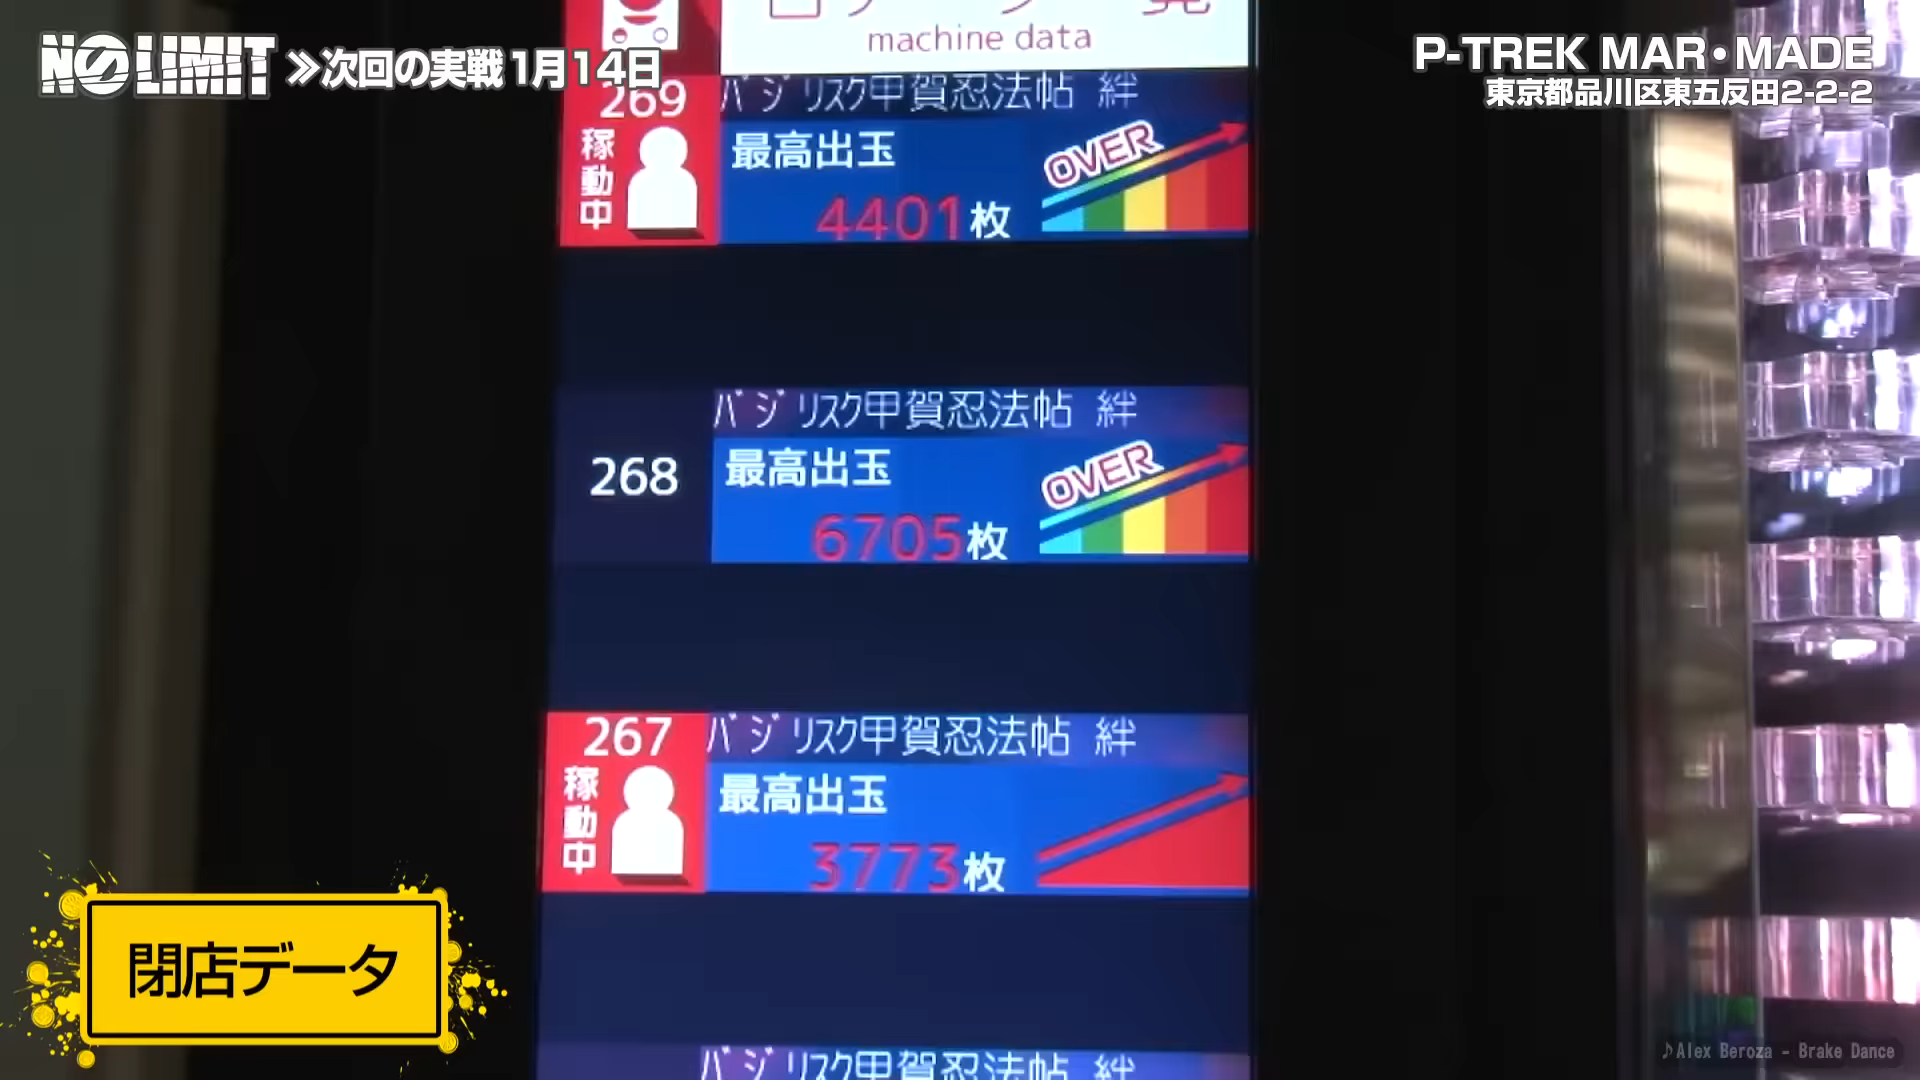 NO LIMIT ≫次回の実戦1月14日
P-TREK MAR・MADE
東京都品川区東五反田2-2-2
machine data
269
バジリスク甲賀忍法帖 絆
稼動中
最高出玉
OVER
4401枚
バジリスク甲賀忍法帖 絆
268
最高出玉
OVER
6705枚
267
バジリスク甲賀忍法帖 絆
稼動中
最高出玉
3773枚
閉店データ
バジリスク甲賀忍法帖 絆
♪Alex Beroza - Brake Dance